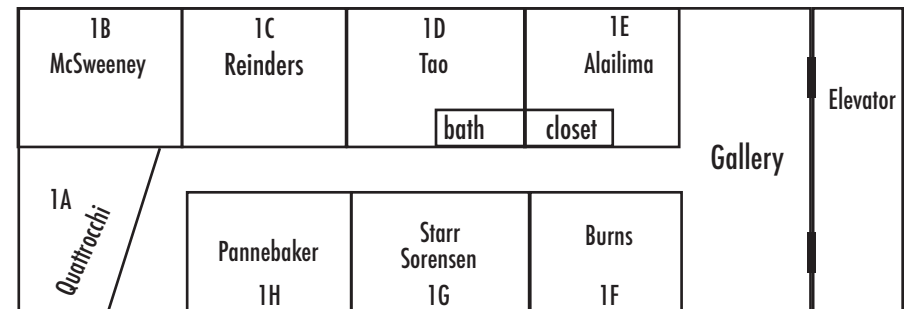 1B
McSweeney
1C
Reinders
1D
Tao
1E
Alailima
bath
closet
Gallery
Elevator
1A
Quattrocchi
Pannebaker
1H
Starr
Sorensen
1G
Burns
1F